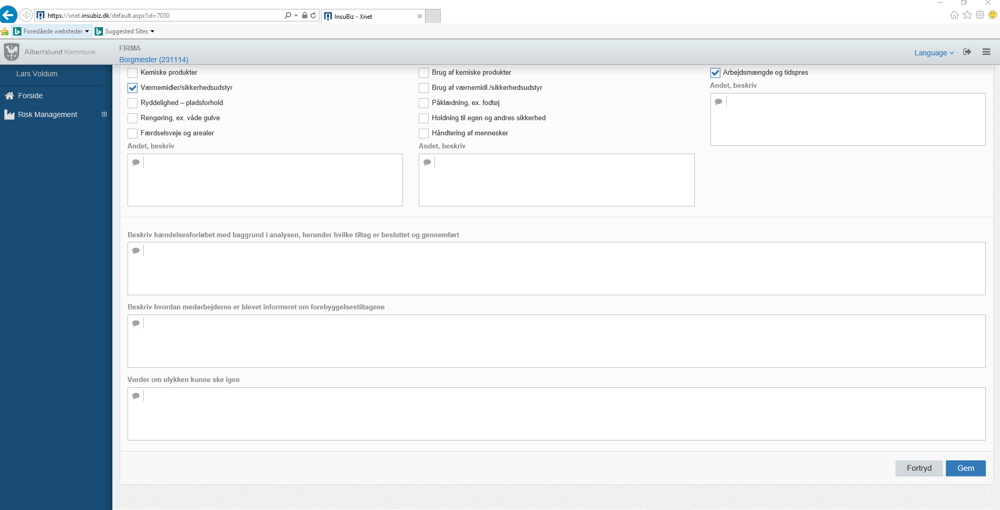 https://xnet.insubiz.dk/default.aspx?id=7030
InsuBiz - Xnet
Foreslåede websteder
Suggested Sites
Albertslund Kommune
FIRMA
Borgmester (231114)
Language
Lars Voldum
Forside
Risk Management
Kemiske produkter
Værnemidler/sikkerhedsudstyr
Ryddelighed – pladsforhold
Rengøring, ex. våde gulve
Færdselsveje og arealer
Andet, beskriv
Brug af kemiske produkter
Brug af værnemidl./sikkerhedsudstyr
Påklædning, ex. fodtøj
Holdning til egen og andres sikkerhed
Håndtering af mennesker
Andet, beskriv
Arbejdsmængde og tidspres
Andet, beskriv
Beskriv hændelsesforløbet med baggrund i analysen, herunder hvilke tiltag er besluttet og gennemført
Beskriv hvordan medarbejderne er blevet informeret om forebyggelsestiltagene
Vurder om ulykken kunne ske igen
Fortryd
Gem